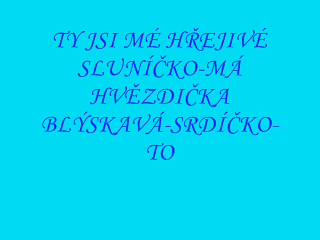 TY JSI MÉ HŘEJIVÉ
SLUNÍČKO-MÁ
HVĚZDIČKA
BLÝSKAVÁ-SRDÍČKO-
TO